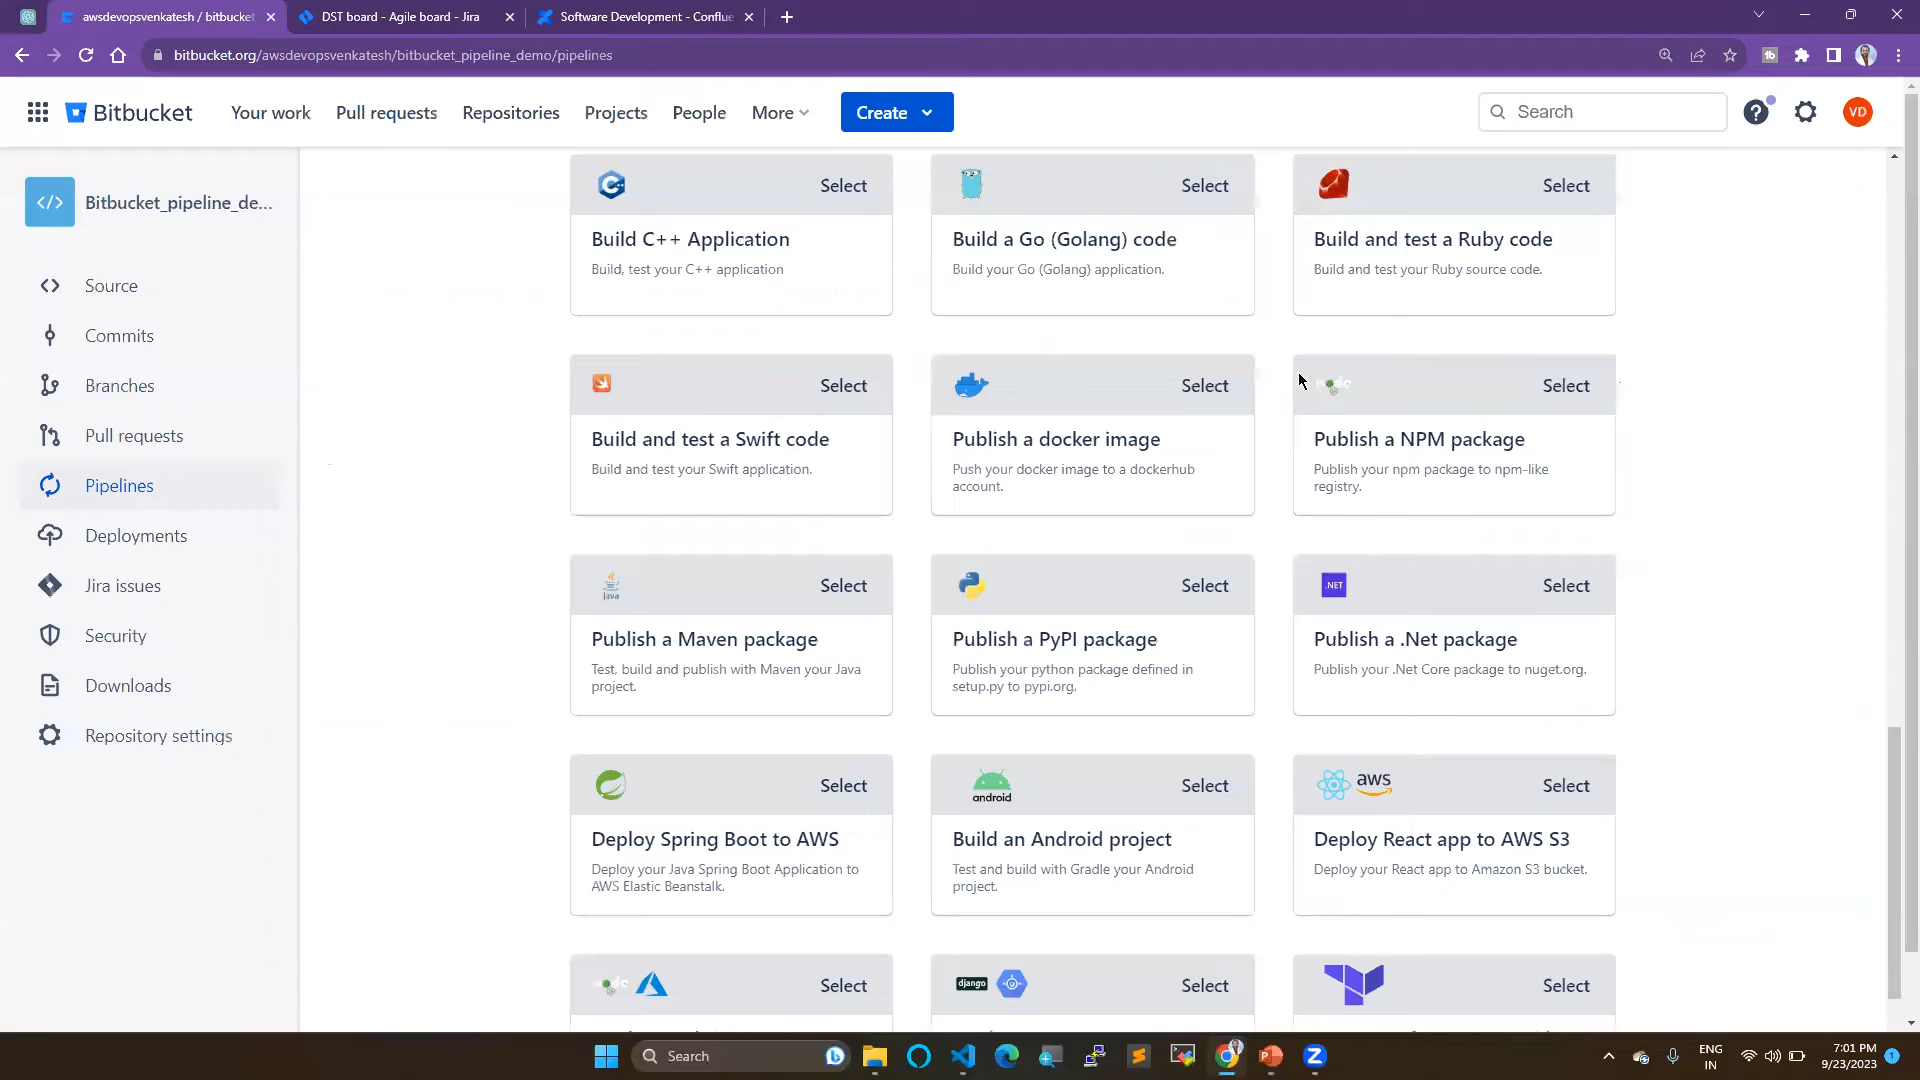 awsdevopsvenkatesh / bitbucket
DST board - Agile board - Jira
Software Development - Conflue
bitbucket.org/awsdevopsvenkatesh/bitbucket_pipeline_demo/pipelines
Bitbucket
Your work
Pull requests
Repositories
Projects
People
More
Create
Search
VD
Bitbucket_pipeline_de...
Source
Commits
Branches
Pull requests
Pipelines
Deployments
Jira issues
Security
Downloads
Repository settings
Select
Build C++ Application
Build, test your C++ application
Select
Build a Go (Golang) code
Build your Go (Golang) application.
Select
Build and test a Ruby code
Build and test your Ruby source code.
Select
Build and test a Swift code
Build and test your Swift application.
Select
Publish a docker image
Push your docker image to a dockerhub
account.
Select
Publish a NPM package
Publish your npm package to npm-like
registry.
java
Select
Publish a Maven package
Test, build and publish with Maven your Java
project.
Select
Publish a PyPI package
Publish your python package defined in
setup.py to pypi.org.
.NET
Select
Publish a .Net package
Publish your .Net Core package to nuget.org.
Select
Deploy Spring Boot to AWS
Deploy your Java Spring Boot Application to
AWS Elastic Beanstalk.
android
Select
Build an Android project
Test and build with Gradle your Android
project.
aws
Select
Deploy React app to AWS S3
Deploy your React app to Amazon S3 bucket.
Select
django
Select
Select
Search
ENG
IN
7:01 PM
9/23/2023